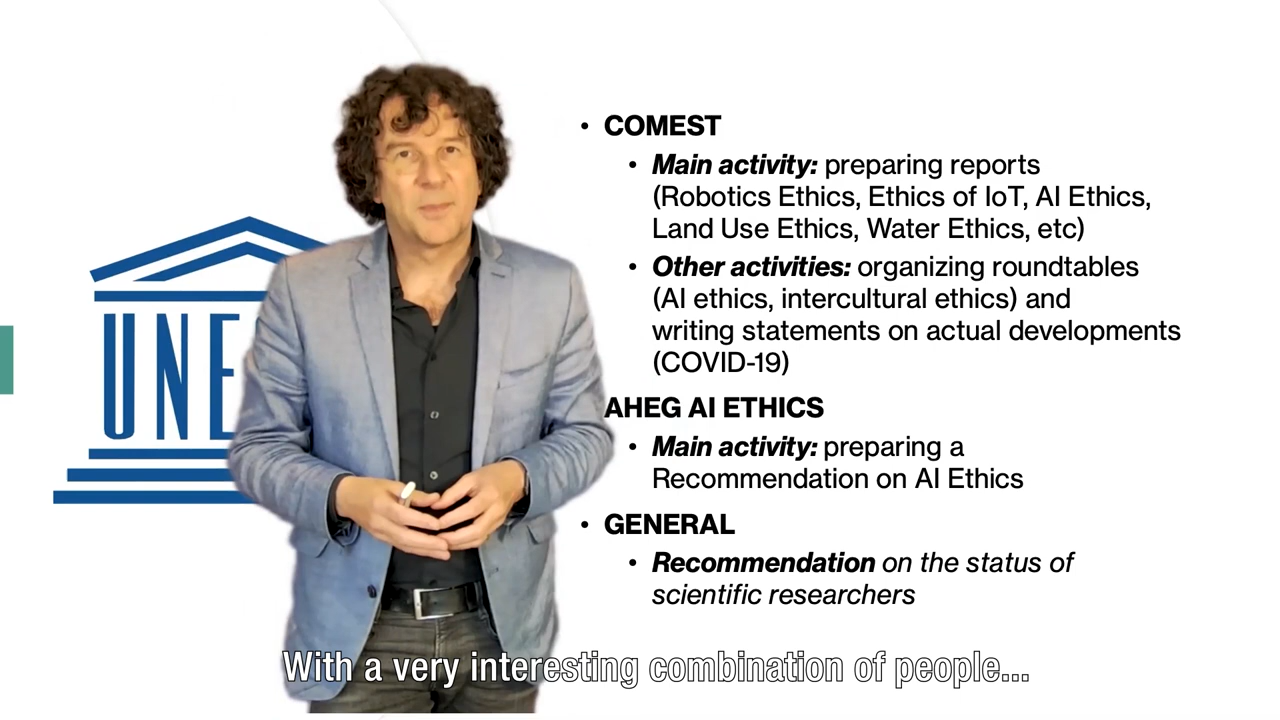 UNE
• COMEST
• Main activity: preparing reports
(Robotics Ethics, Ethics of IoT, AI Ethics,
Land Use Ethics, Water Ethics, etc)
• Other activities: organizing roundtables
(AI ethics, intercultural ethics) and
writing statements on actual developments
(COVID-19)
AHEG AI ETHICS
• Main activity: preparing a
Recommendation on AI Ethics
• GENERAL
• Recommendation on the status of
scientific researchers
With a very interesting combination of people...